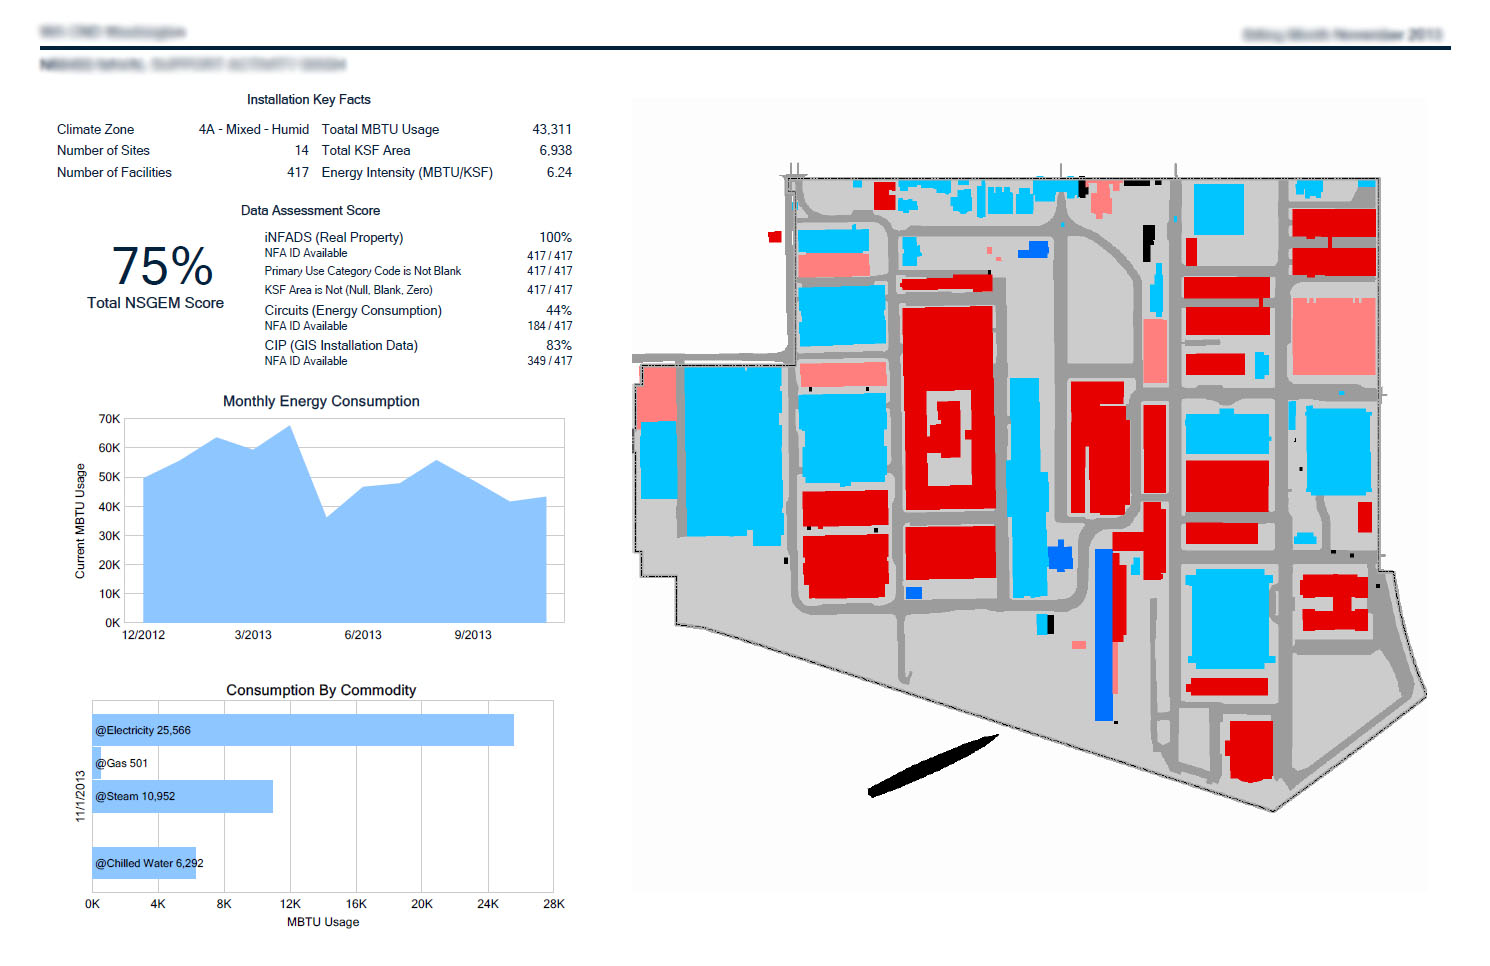 Installation Key Facts
Climate Zone 4A - Mixed - Humid Toatal MBTU Usage 43,311
Number of Sites 14 Total KSF Area 6,938
Number of Facilities 417 Energy Intensity (MBTU/KSF) 6.24
Data Assessment Score
75%
Total NSGEM Score
iNFADS (Real Property) 100%
NFA ID Available 417 / 417
Primary Use Category Code is Not Blank 417 / 417
KSF Area is Not (Null, Blank, Zero) 417 / 417
Circuits (Energy Consumption) 44%
NFA ID Available 184 / 417
CIP (GIS Installation Data) 83%
NFA ID Available 349 / 417
Monthly Energy Consumption
Current MBTU Usage
70K
60K
50K
40K
30K
20K
10K
0K
12/2012 3/2013 6/2013 9/2013
Consumption By Commodity
11/1/2013
@Electricity 25,566
@Gas 501
@Steam 10,952
@Chilled Water 6,292
0K 4K 8K 12K 16K 20K 24K 28K
MBTU Usage